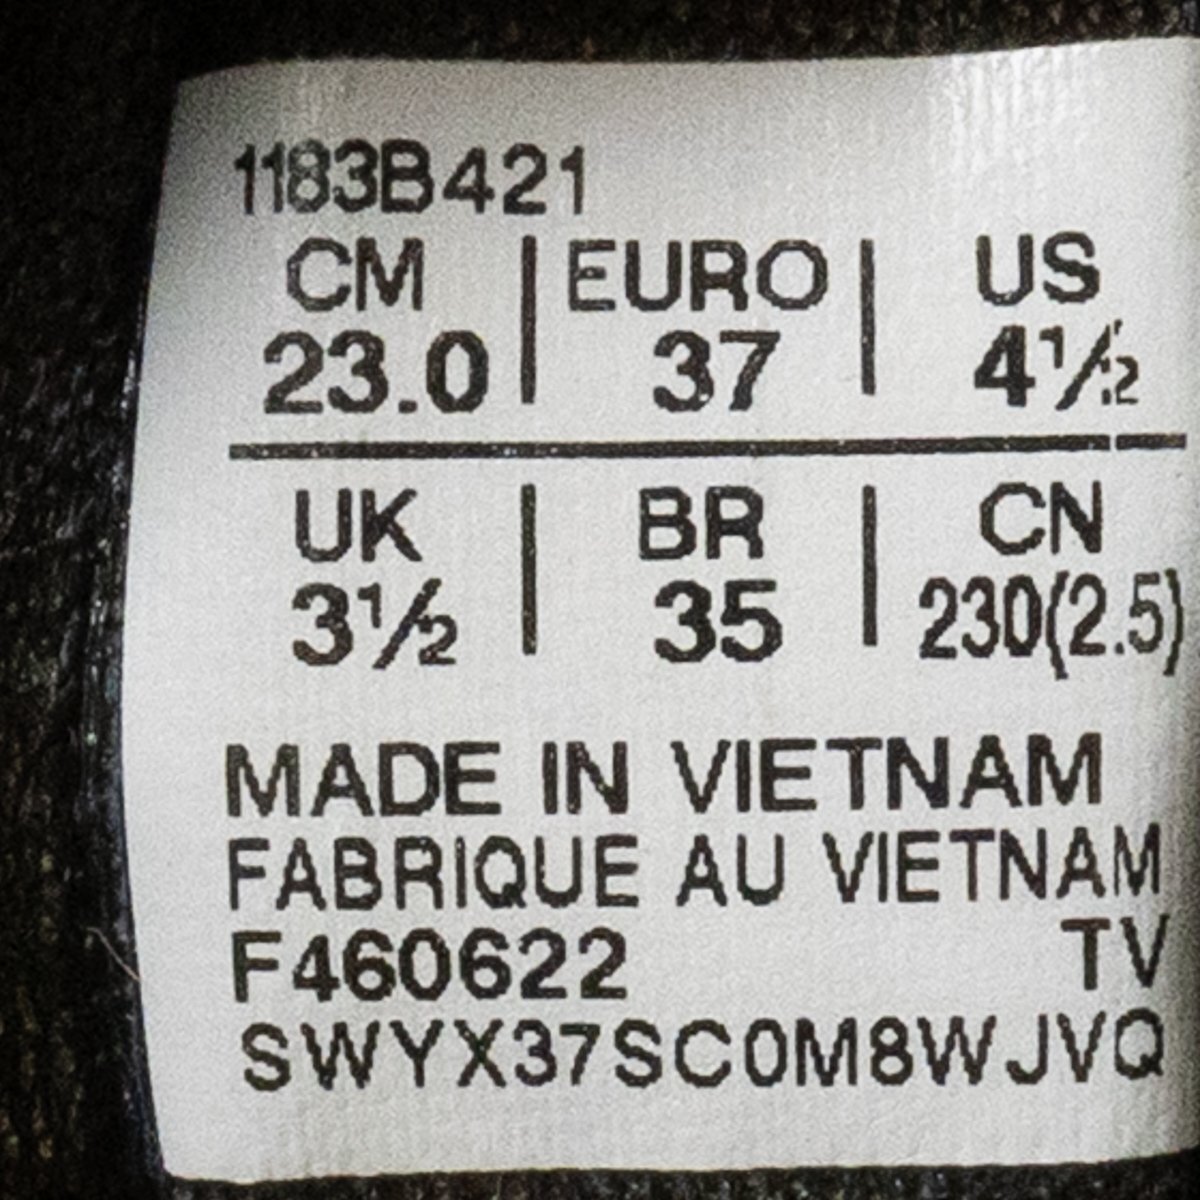 1183B421
CM | EURO | US
23.0 | 37 | 4½
UK | BR | CN
3½ | 35 | 230(2.5)
MADE IN VIETNAM
FABRIQUE AU VIETNAM
F460622 TV
SWYX37SC0M8WJVQ